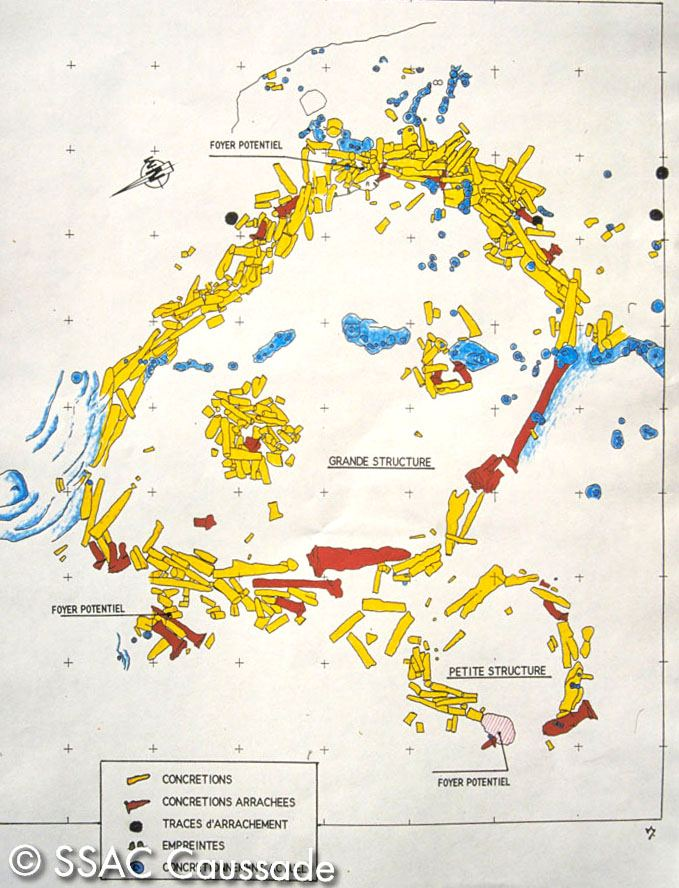 FOYER POTENTIEL
GRANDE STRUCTURE
FOYER POTENTIEL
PETITE STRUCTURE
FOYER POTENTIEL
CONCRETIONS
CONCRETIONS ARRACHEES
TRACES d'ARRACHEMENT
EMPREINTES
© SSAC Caussade